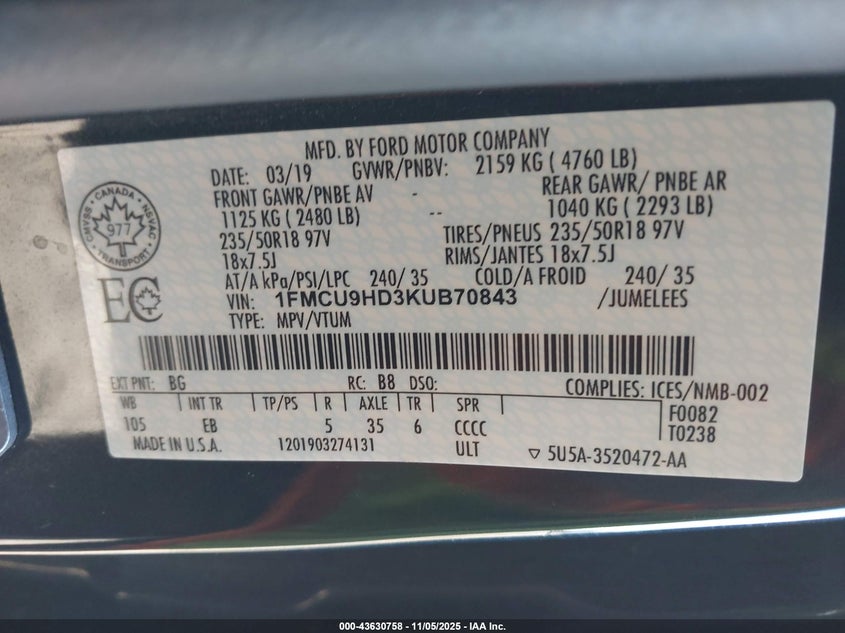 MFD. BY FORD MOTOR COMPANY
DATE: 03/19 GVWR/PNBV: 2159 KG ( 4760 LB)
FRONT GAWR/PNBE AV - REAR GAWR/ PNBE AR
1125 KG ( 2480 LB) -- 1040 KG ( 2293 LB)
235/50R18 97V TIRES/PNEUS 235/50R18 97V
18x7.5J RIMS/JANTES 18x7.5J
AT/A kPa/PSI/LPC 240/ 35 COLD/A FROID 240/ 35
VIN: 1FMCU9HD3KUB70843 /JUMELEES
TYPE: MPV/VTUM
CANADA
CMVSS NSVAC
977
TRANSPORT
EC
EXT PNT: BG RC: B8 DSO: COMPLIES: ICES/NMB-002
WB INT TR TP/PS R AXLE TR SPR F0082
105 EB 5 35 6 CCCC T0238
MADE IN U.S.A. 1201903274131 ULT ▽ 5U5A-3520472-AA
000-43630758 - 11/05/2025 - IAA Inc.